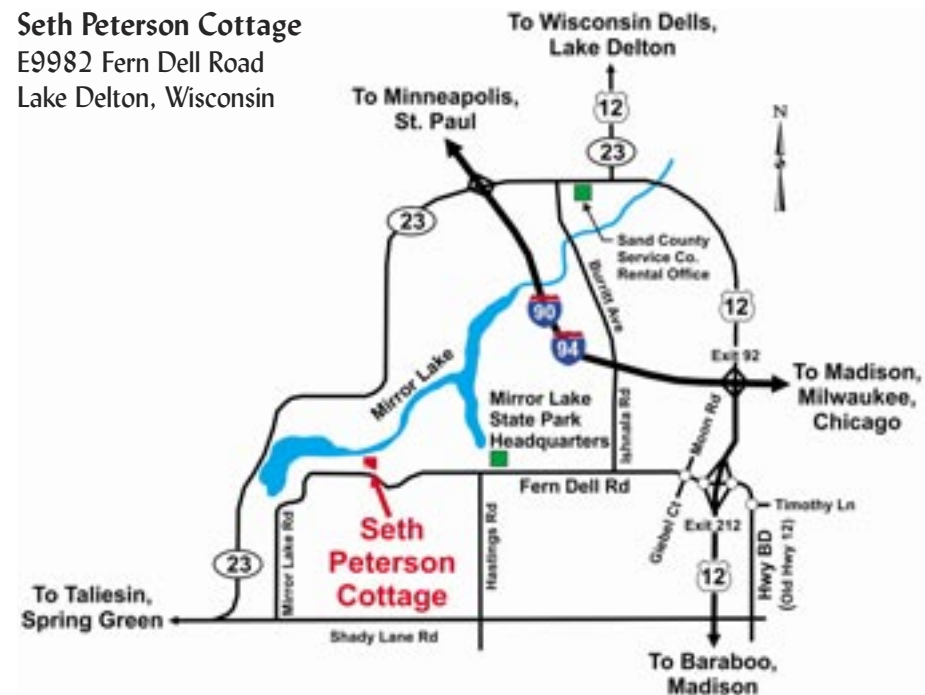 Seth Peterson Cottage
E9982 Fern Dell Road
Lake Delton, Wisconsin
To Wisconsin Dells,
Lake Delton
12
23
N
To Minneapolis,
St. Paul
23
Sand County
Service Co.
Rental Office
Burritt Ave
90
94
12
Exit 92
To Madison,
Milwaukee,
Chicago
Mirror Lake
Mirror Lake
State Park
Headquarters
Ishnala Rd
Moon Rd
Fern Dell Rd
Giebel Ct
Exit 212
Timothy Ln
Hwy BD
(Old Hwy 12)
12
Seth
Peterson
Cottage
Mirror Lake Rd
Hastings Rd
23
To Taliesin,
Spring Green
Shady Lane Rd
To Baraboo,
Madison